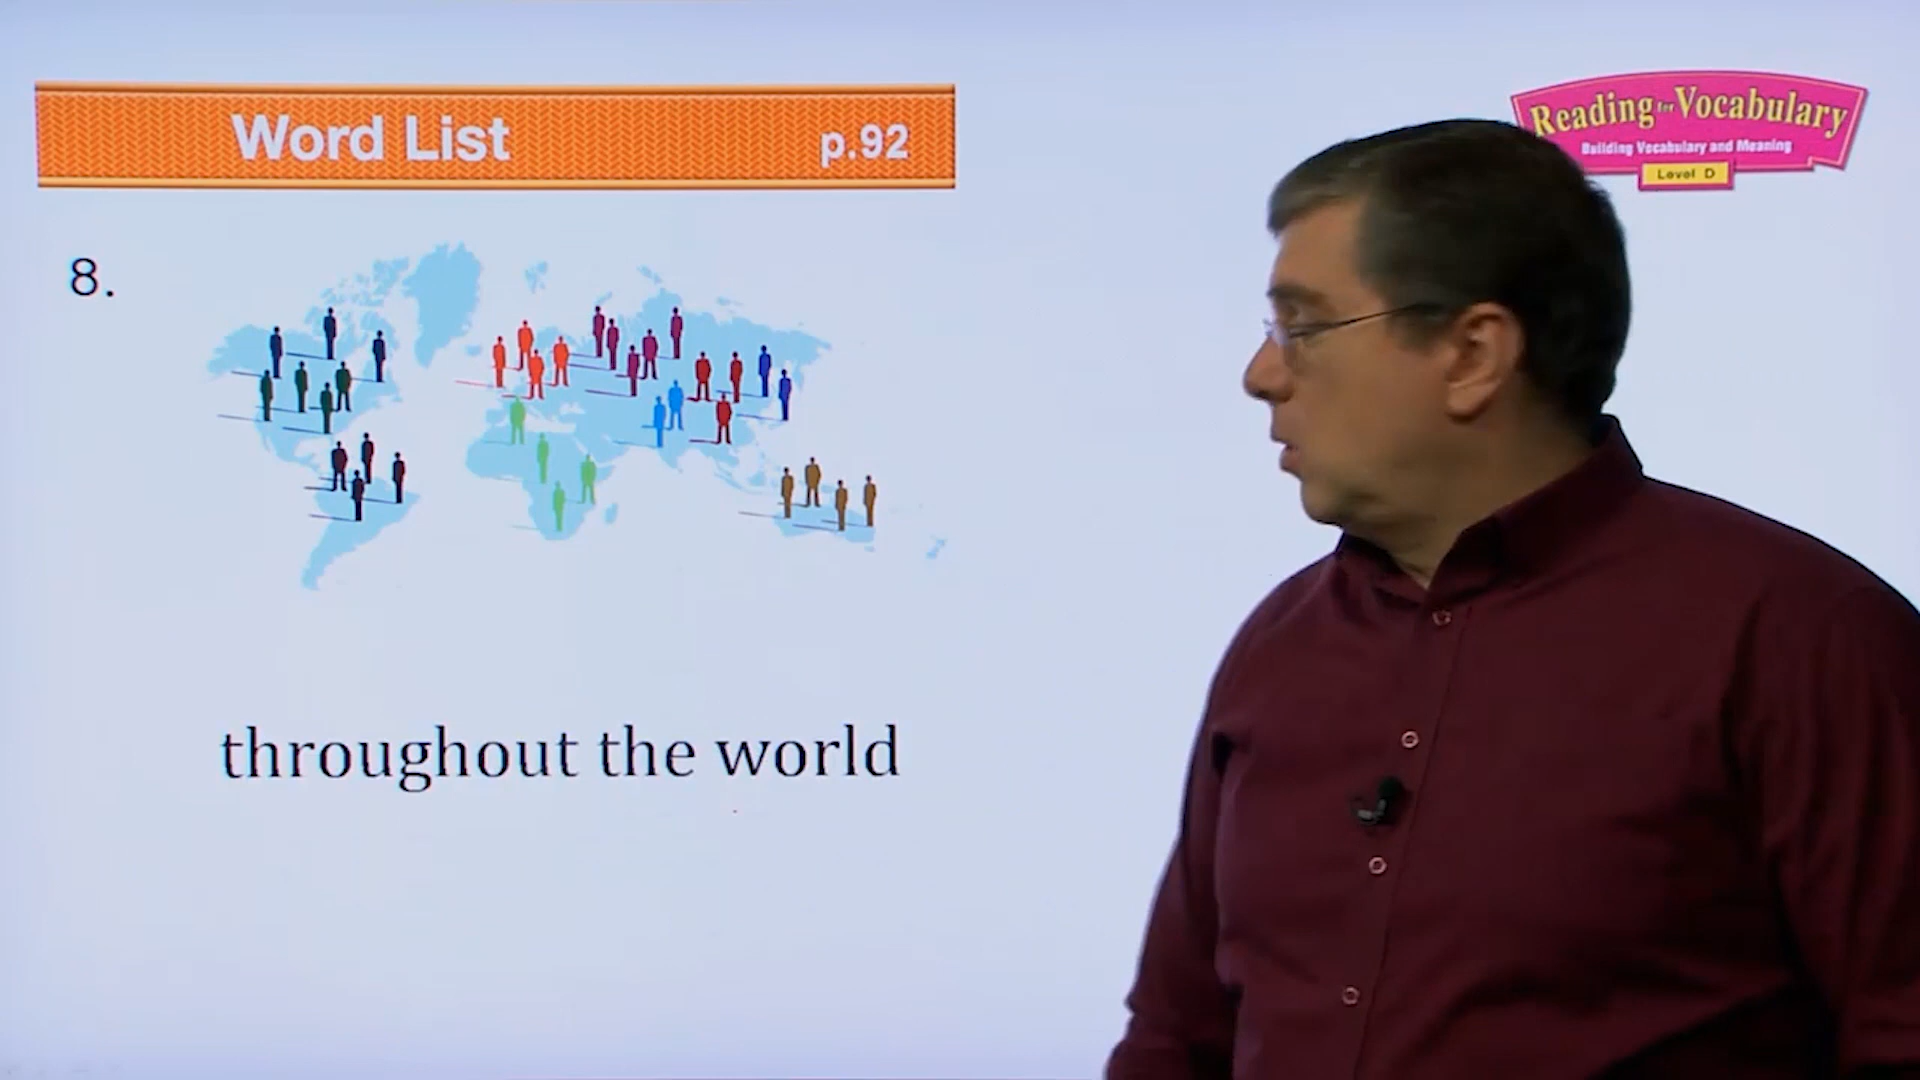 Word List
p.92
Reading for Vocabulary
Building Vocabulary and Meaning
Level D
8.
throughout the world